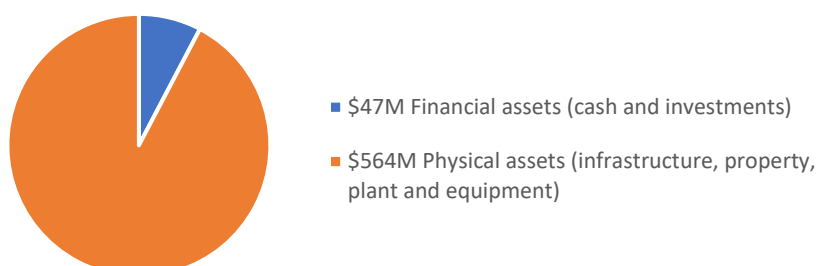 $47M Financial assets (cash and investments)
$564M Physical assets (infrastructure, property,
plant and equipment)